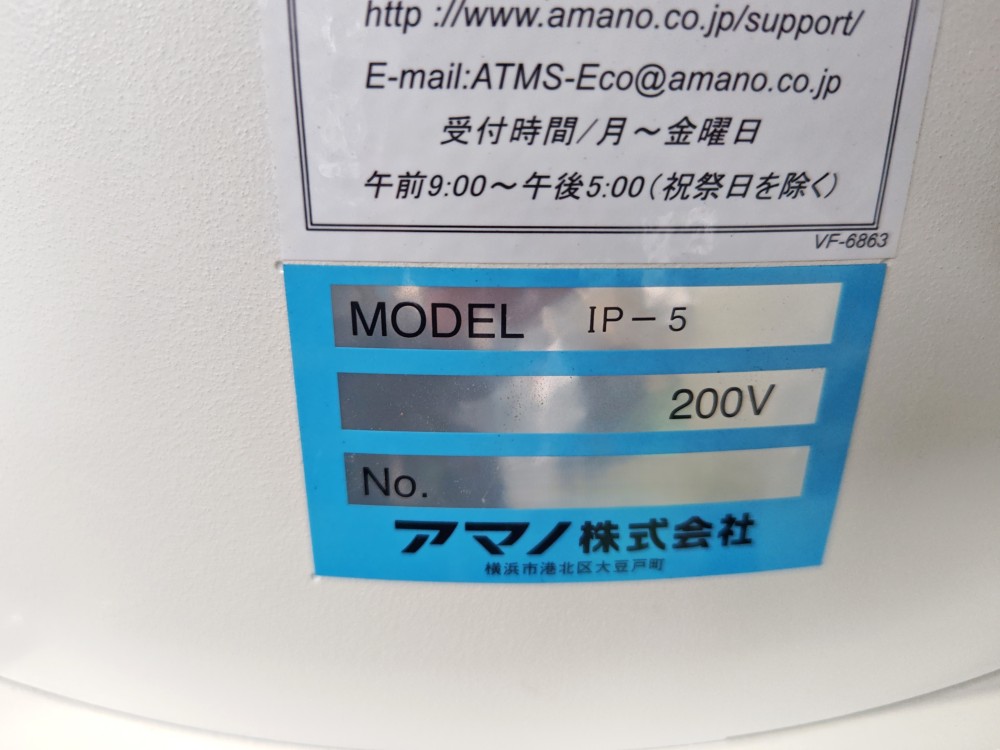 http ://www.amano.co.jp/support/
E-mail:ATMS-Eco@amano.co.jp
受付時間/月～金曜日
午前9:00～午後5:00(祝祭日を除く)
VF-6863
MODEL IP-5
200V
No.
アマノ株式会社
横浜市港北区大豆戸町